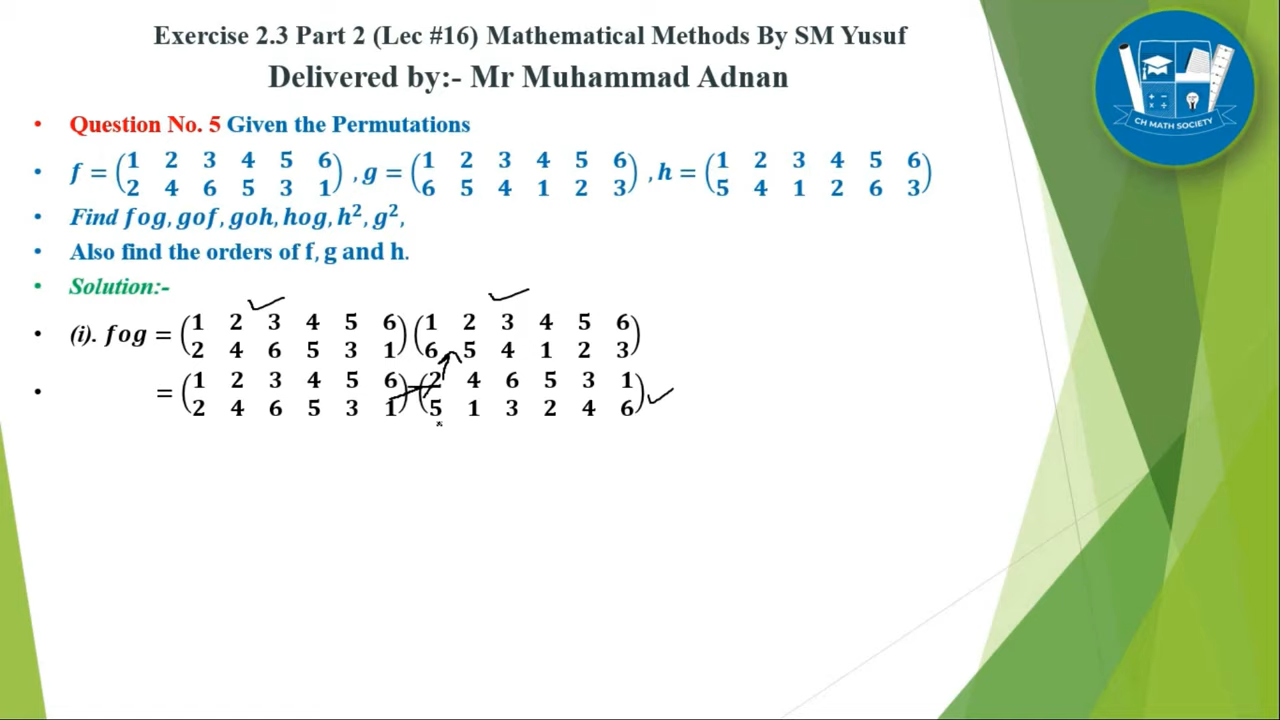 Exercise 2.3 Part 2 (Lec #16) Mathematical Methods By SM Yusuf
Delivered by:- Mr Muhammad Adnan
CH MATH SOCIETY
• Question No. 5 Given the Permutations
• f = (1 2 3 4 5 6 / 2 4 6 5 3 1) , g = (1 2 3 4 5 6 / 6 5 4 1 2 3) , h = (1 2 3 4 5 6 / 5 4 1 2 6 3)
• Find fog, gof, goh, hog, h², g²,
• Also find the orders of f, g and h.
• Solution:-
• (i). fog = (1 2 3 4 5 6 / 2 4 6 5 3 1) (1 2 3 4 5 6 / 6 5 4 1 2 3)
• = (1 2 3 4 5 6 / 2 4 6 5 3 1) (2 4 6 5 3 1 / 5 1 3 2 4 6)